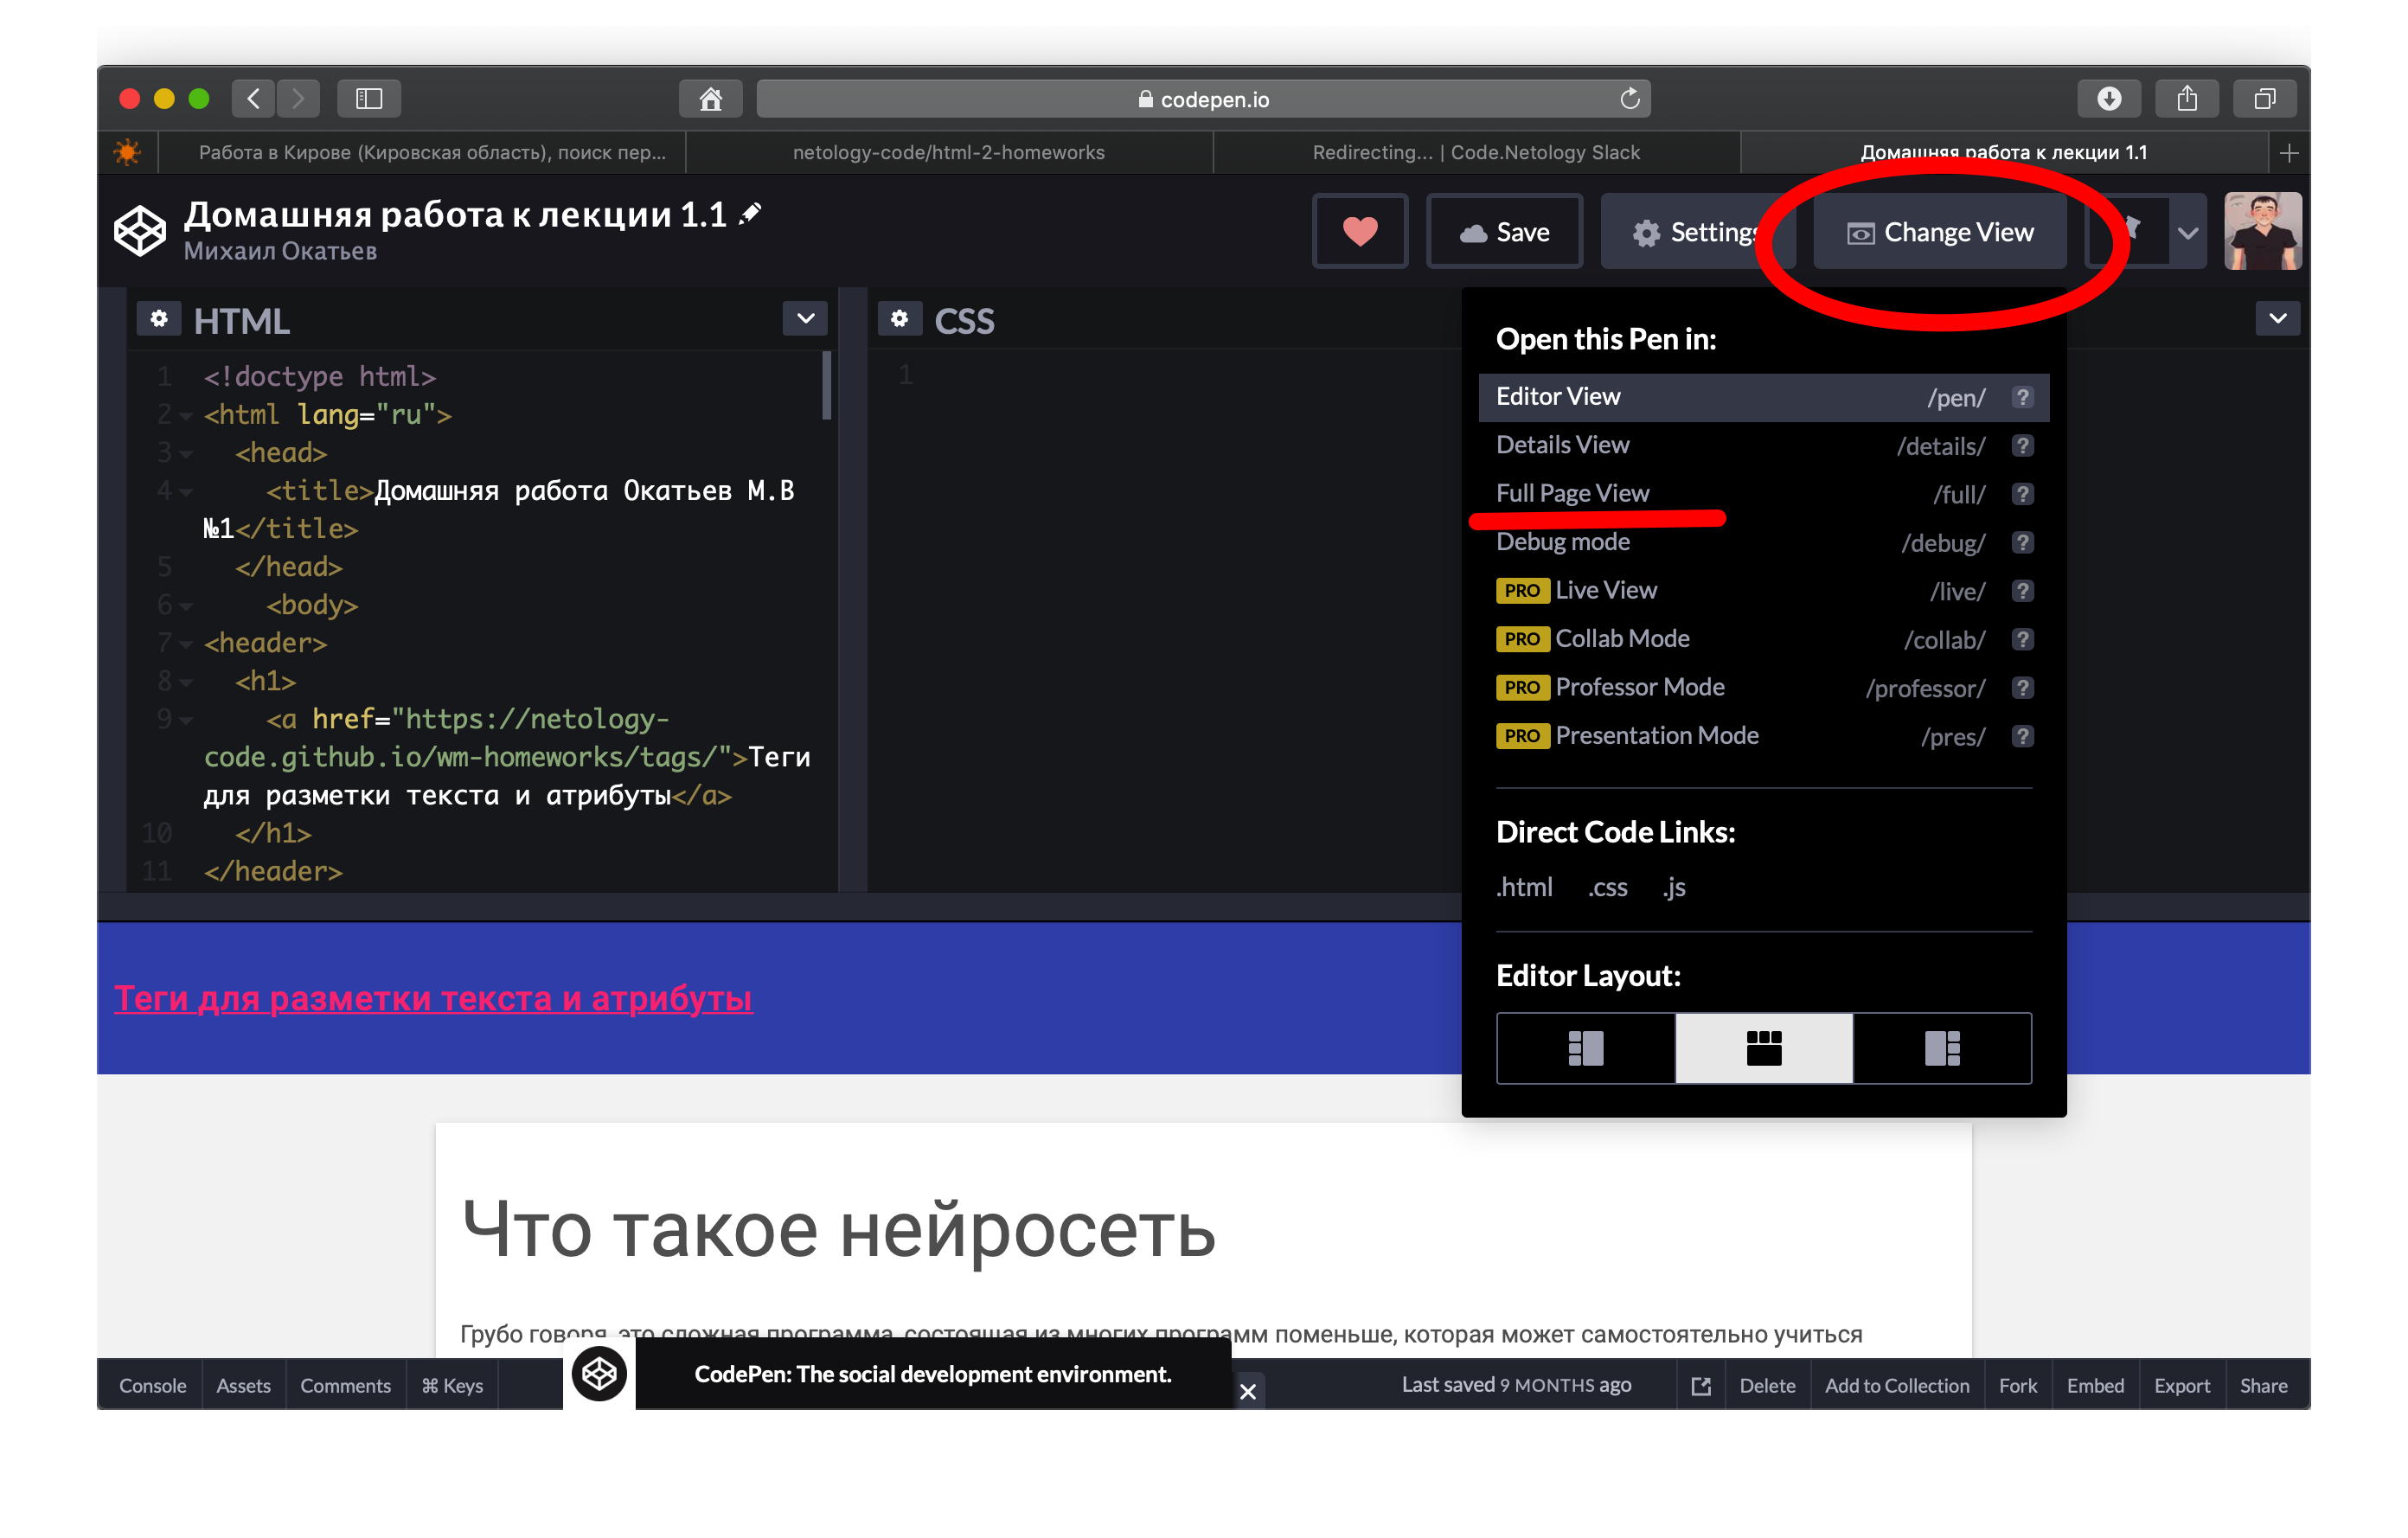 codepen.io
Работа в Кирове (Кировская область), поиск пер...
netology-code/html-2-homeworks
Redirecting... | Code.Netology Slack
Домашняя работа к лекции 1.1
Домашняя работа к лекции 1.1
Михаил Окатьев
Save
Settings
Change View
HTML
CSS
1 <!doctype html>
2 <html lang="ru">
3 <head>
4 <title>Домашняя работа Окатьев М.В
№1</title>
5 </head>
6 <body>
7 <header>
8 <h1>
9 <a href="https://netology-
code.github.io/wm-homeworks/tags/">Теги
для разметки текста и атрибуты</a>
10 </h1>
11 </header>
1
Open this Pen in:
Editor View /pen/ ?
Details View /details/ ?
Full Page View /full/ ?
Debug mode /debug/ ?
PRO Live View /live/ ?
PRO Collab Mode /collab/ ?
PRO Professor Mode /professor/ ?
PRO Presentation Mode /pres/ ?
Direct Code Links:
.html .css .js
Editor Layout:
Теги для разметки текста и атрибуты
Что такое нейросеть
Грубо говоря, это сложная программа, состоящая из многих программ поменьше, которая может самостоятельно учиться
Console
Assets
Comments
⌘ Keys
CodePen: The social development environment.
Last saved 9 MONTHS ago
Delete
Add to Collection
Fork
Embed
Export
Share